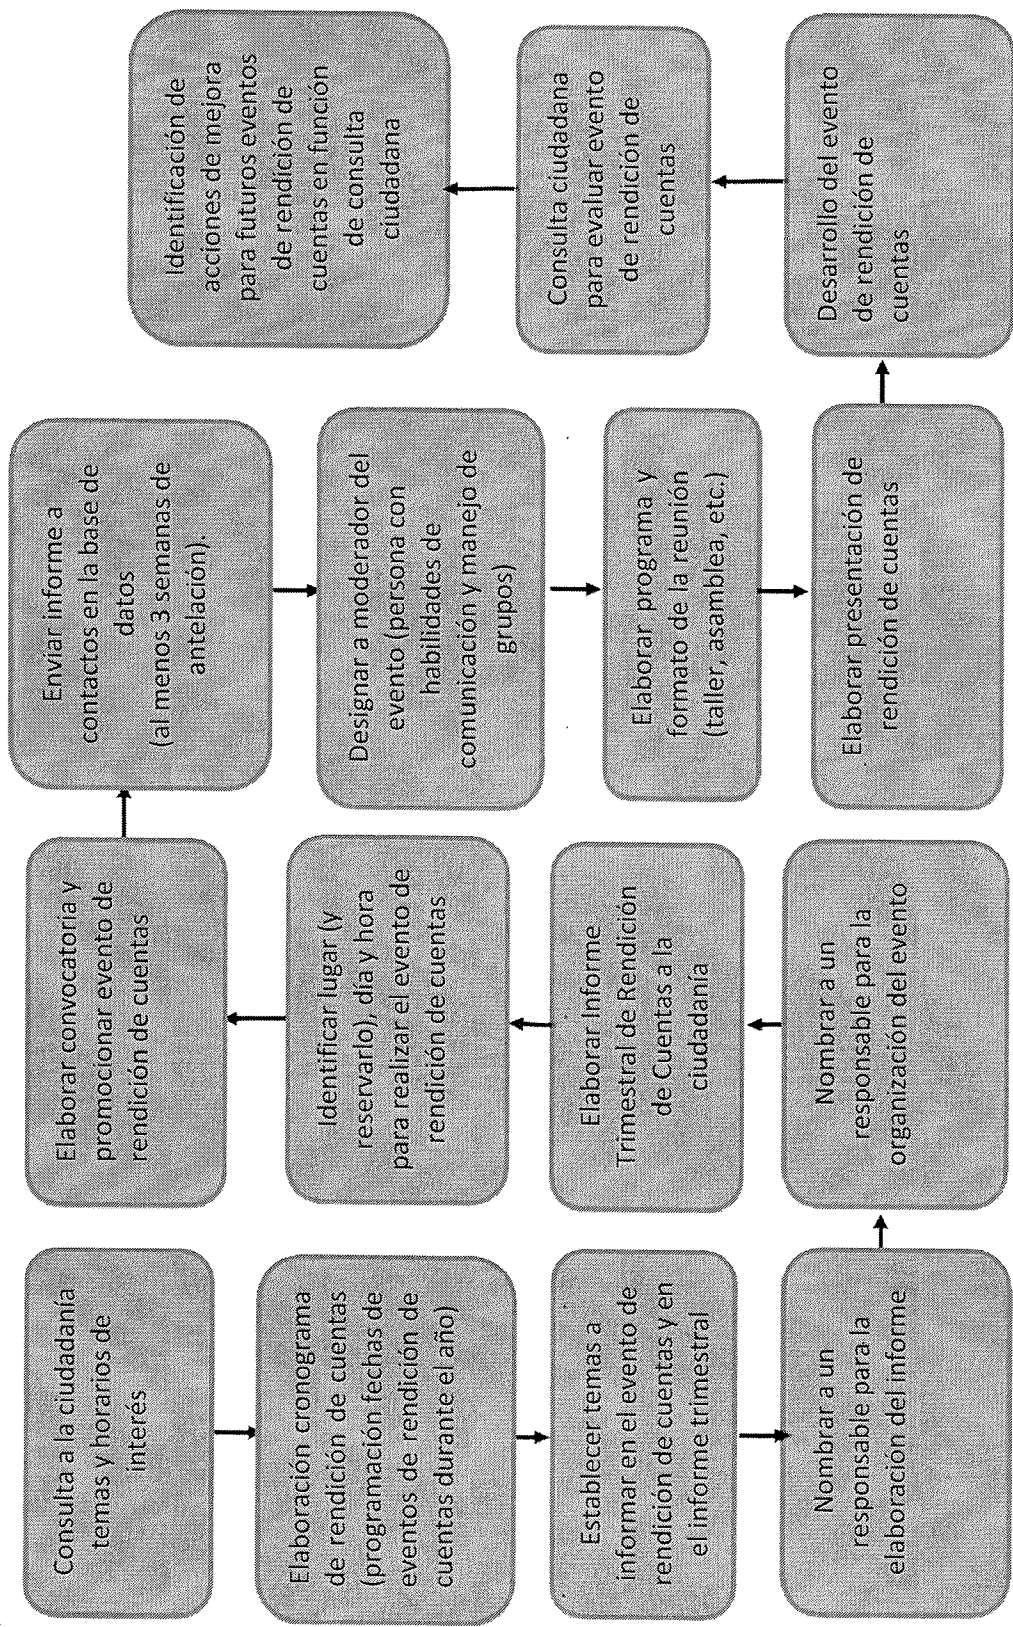 Consulta a la ciudadanía
temas y horarios de
interés
Elaboración cronograma
de rendición de cuentas
(programación fechas de
eventos de rendición de
cuentas durante el año)
Establecer temas a
informar en el evento de
rendición de cuentas y en
el informe trimestral
Nombrar a un
responsable para la
elaboración del informe
Nombrar a un
responsable para la
organización del evento
Elaborar Informe
Trimestral de Rendición
de Cuentas a la
ciudadanía
Identificar lugar (y
reservarlo), día y hora
para realizar el evento de
rendición de cuentas
Elaborar convocatoria y
promocionar evento de
rendición de cuentas
Enviar informe a
contactos en la base de
datos
(al menos 3 semanas de
antelación).
Designar a moderador del
evento (persona con
habilidades de
comunicación y manejo de
grupos)
Elaborar programa y
formato de la reunión
(taller, asamblea, etc.)
Elaborar presentación de
rendición de cuentas
Desarrollo del evento
de rendición de
cuentas
Consulta ciudadana
para evaluar evento
de rendición de
cuentas
Identificación de
acciones de mejora
para futuros eventos
de rendición de
cuentas en función
de consulta
ciudadana